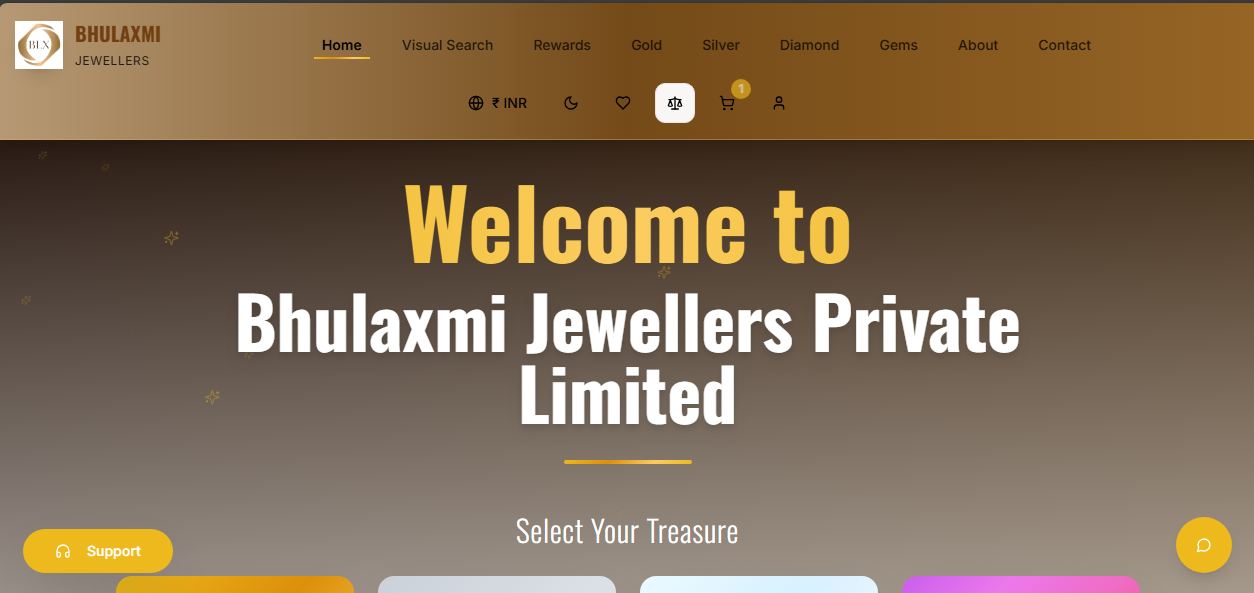 BLX
BHULAXMI
JEWELLERS
Home
Visual Search
Rewards
Gold
Silver
Diamond
Gems
About
Contact
₹ INR
1
Welcome to
Bhulaxmi Jewellers Private
Limited
Select Your Treasure
Support